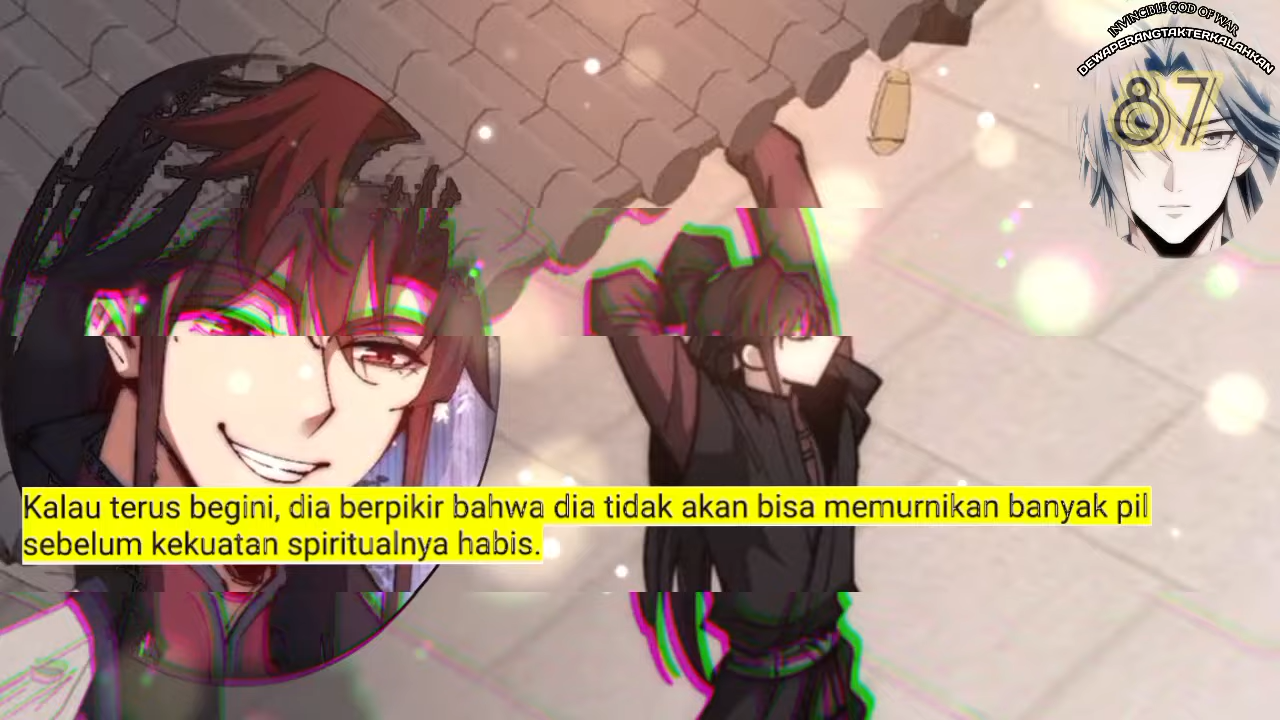 INVINCIBLE GOD OF WAR
DEWAPERANGTAKTERKALAHKAN
87
Kalau terus begini, dia berpikir bahwa dia tidak akan bisa memurnikan banyak pil
sebelum kekuatan spiritualnya habis.